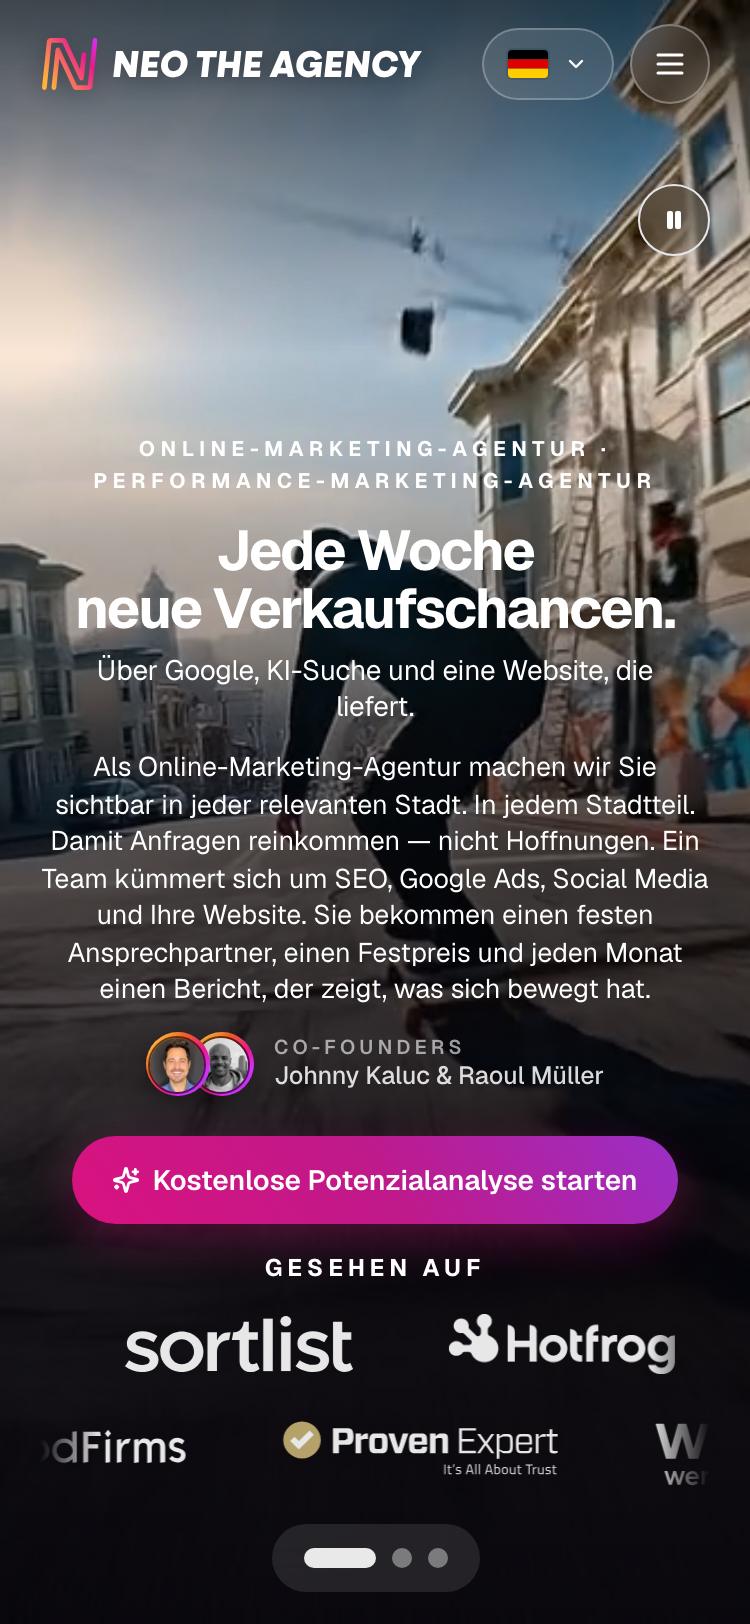 NEO THE AGENCY
ONLINE-MARKETING-AGENTUR ·
PERFORMANCE-MARKETING-AGENTUR
Jede Woche
neue Verkaufschancen.
Über Google, KI-Suche und eine Website, die
liefert.
Als Online-Marketing-Agentur machen wir Sie
sichtbar in jeder relevanten Stadt. In jedem Stadtteil.
Damit Anfragen reinkommen — nicht Hoffnungen. Ein
Team kümmert sich um SEO, Google Ads, Social Media
und Ihre Website. Sie bekommen einen festen
Ansprechpartner, einen Festpreis und jeden Monat
einen Bericht, der zeigt, was sich bewegt hat.
CO-FOUNDERS
Johnny Kaluc & Raoul Müller
Kostenlose Potenzialanalyse starten
GESEHEN AUF
sortlist Hotfrog
dFirms Proven Expert W
It's All About Trust wer